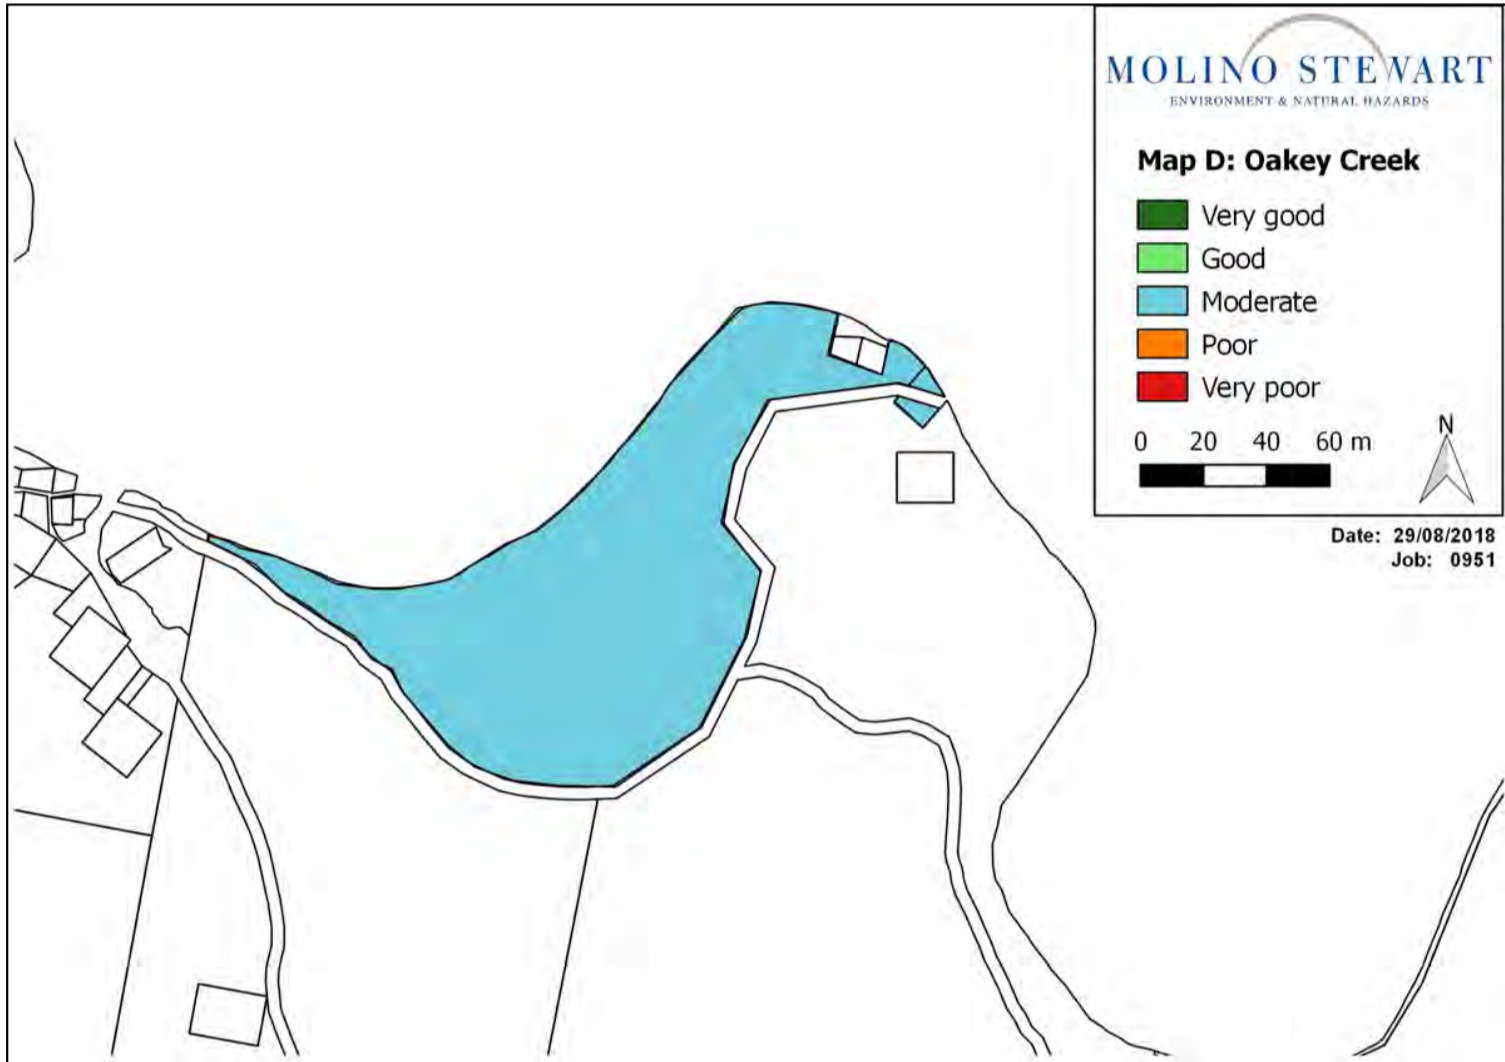 MOLINO STEWART
ENVIRONMENT & NATURAL HAZARDS
Map D: Oakey Creek
Very good
Good
Moderate
Poor
Very poor
0 20 40 60 m
N
Date: 29/08/2018
Job: 0951